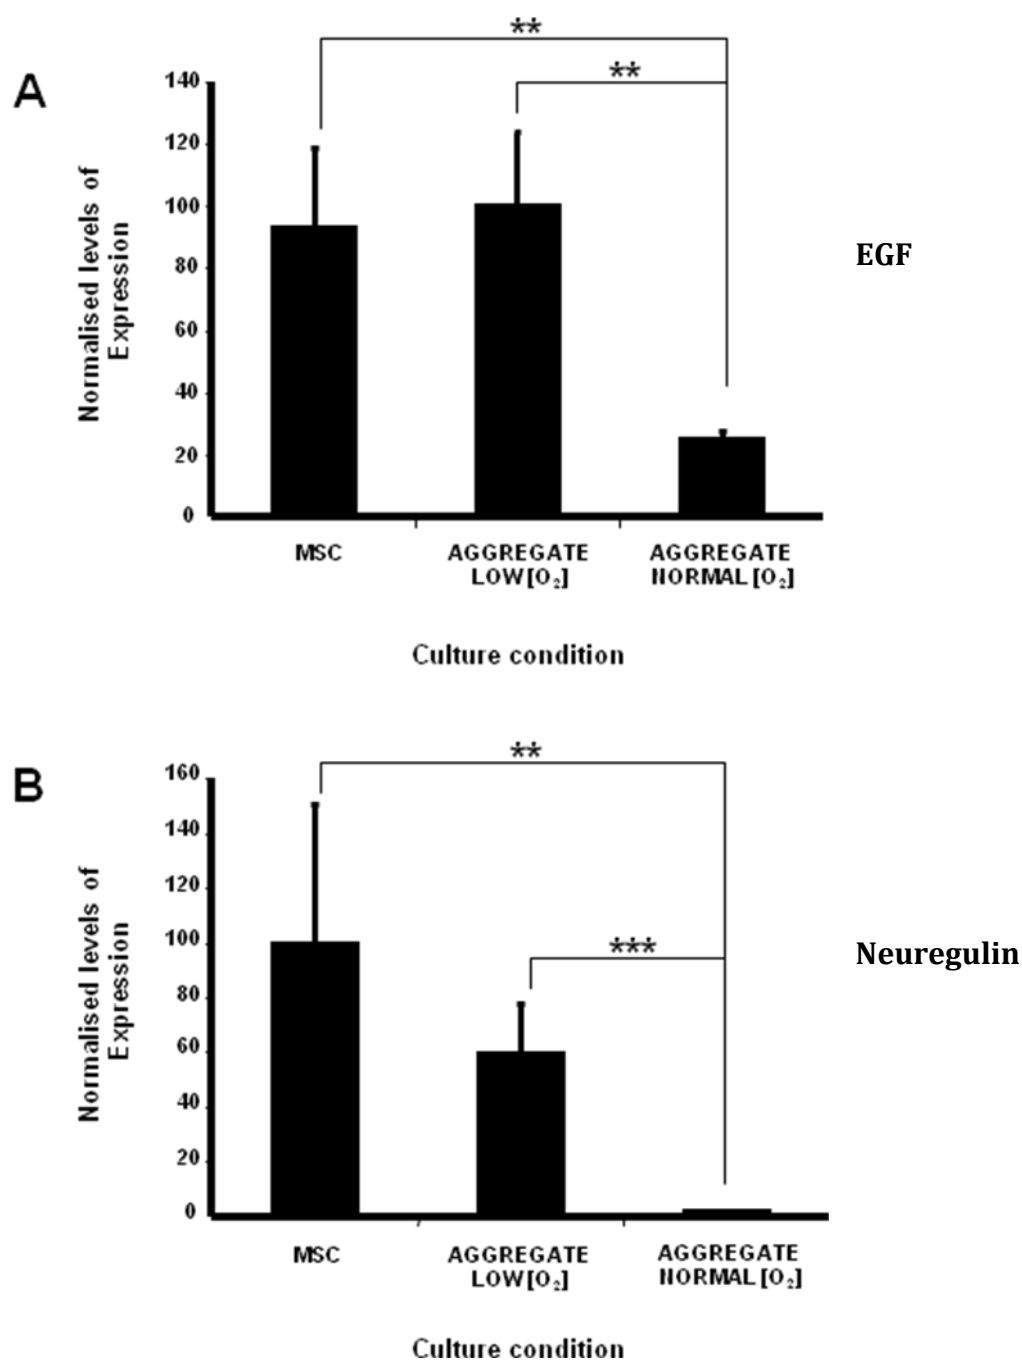 **
A
**
140
120
100
80
60
40
20
0
Normalised levels of
Expression
EGF
MSC
AGGREGATE
LOW[O₂]
AGGREGATE
NORMAL[O₂]
Culture condition
**
B
160
140
120
100
80
60
40
20
0
Normalised levels of
Expression
***
Neuregulin
MSC
AGGREGATE
LOW[O₂]
AGGREGATE
NORMAL[O₂]
Culture condition